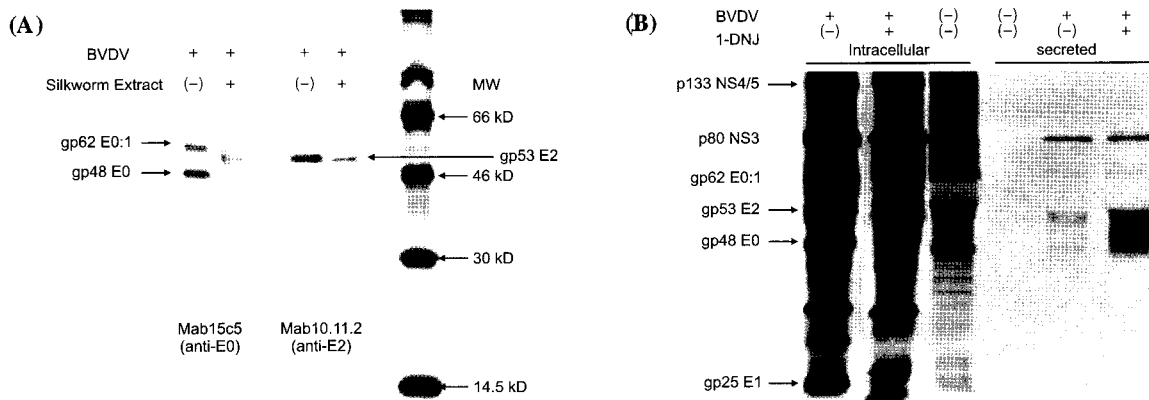 (A)
BVDV + + + +
Silkworm Extract (−) + (−) +
MW
66 kD
gp62 E0:1
gp53 E2
gp48 E0
46 kD
30 kD
Mab15c5 Mab10.11.2
(anti-E0) (anti-E2)
14.5 kD
(B)
BVDV + + (−) (−) + +
1-DNJ (−) + (−) (−) (−) +
Intracellular secreted
p133 NS4/5
p80 NS3
gp62 E0:1
gp53 E2
gp48 E0
gp25 E1